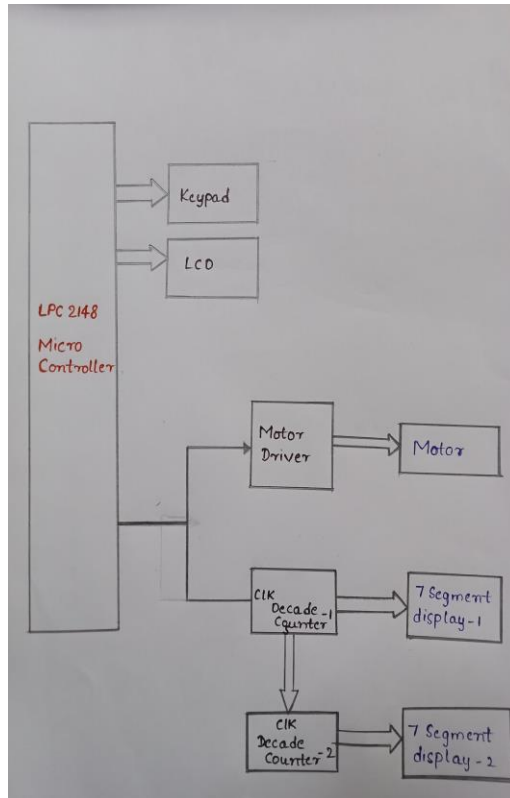 Keypad
LCD
LPC 2148
Micro
Controller
Motor
Driver
Motor
Clk
Decade-1
Counter
7 Segment
display-1
Clk
Decade
Counter-2
7 Segment
display-2